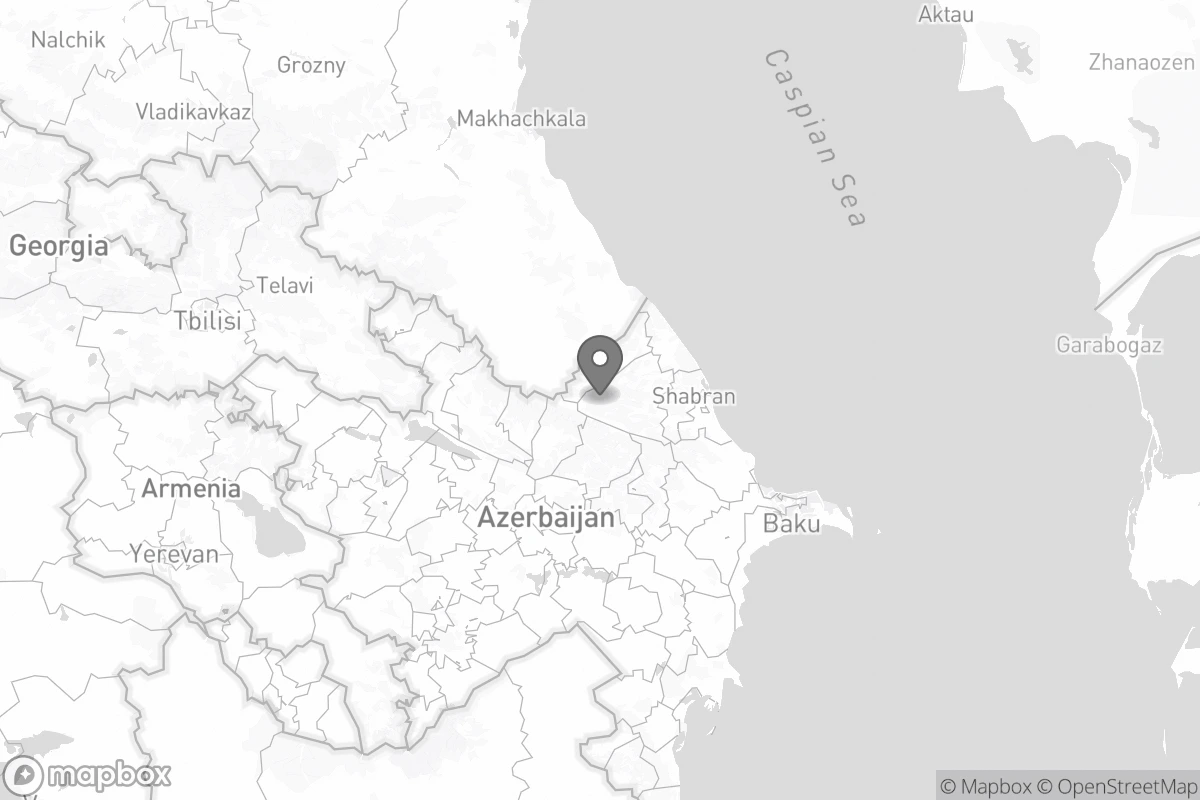 Aktau
Nalchik
Grozny
Zhanaozen
Vladikavkaz
Makhachkala
Caspian Sea
Georgia
Telavi
Tbilisi
Garabogaz
Shabran
Armenia
Azerbaijan
Baku
Yerevan
mapbox
© Mapbox © OpenStreetMap